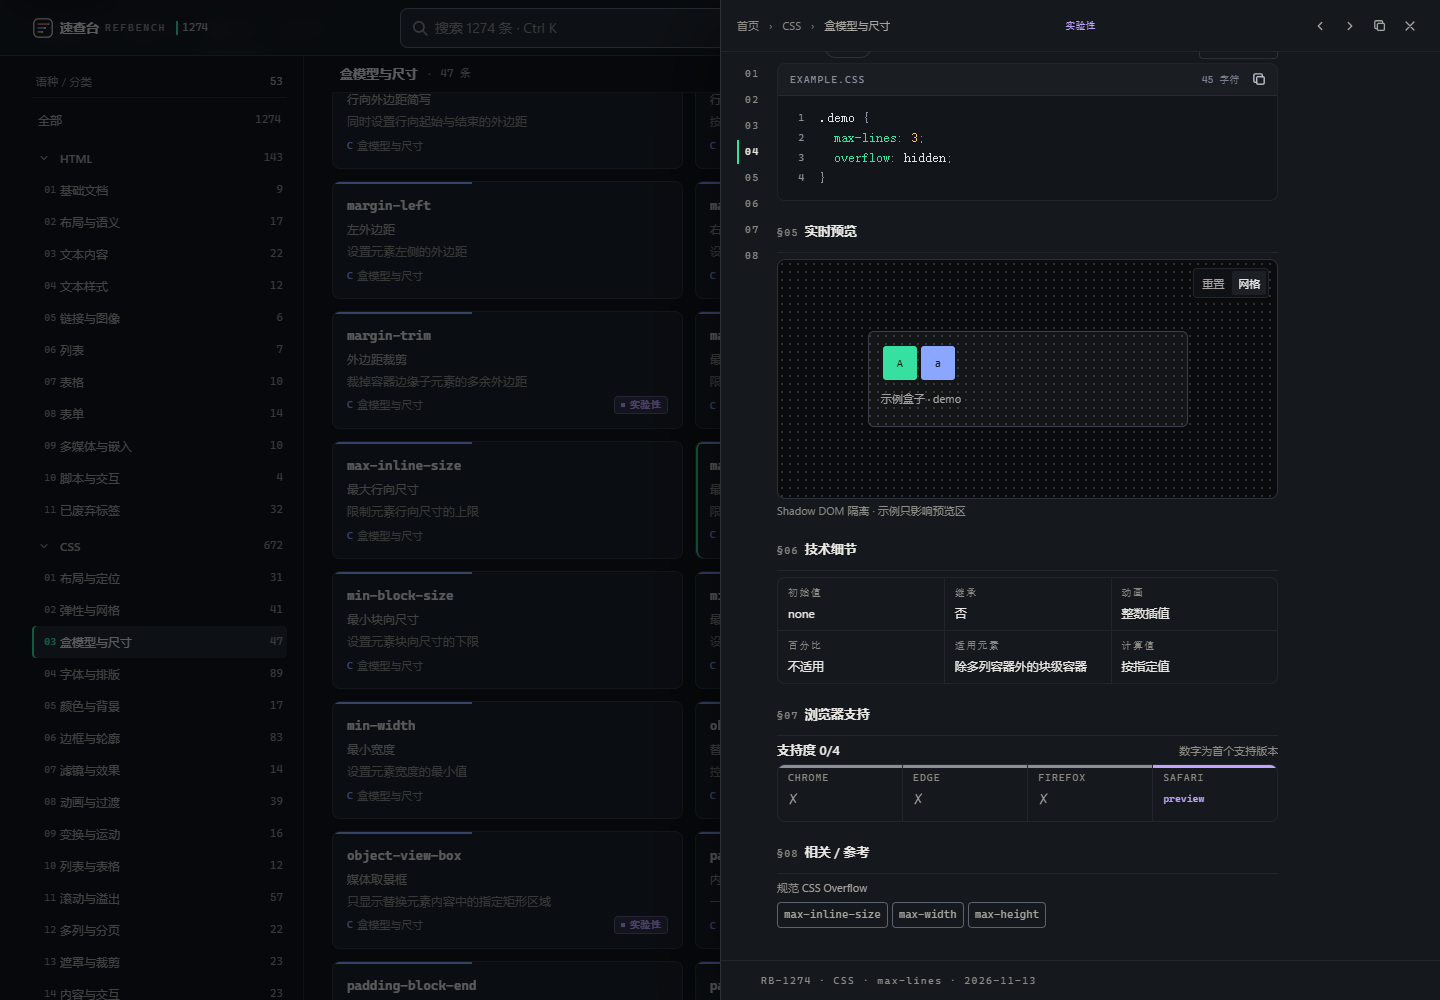 速查台 REFBENCH 1274
搜索 1274 条 · Ctrl K
语种 / 分类 53
全部 1274
HTML 143
01 基础文档 9
02 布局与语义 17
03 文本内容 22
04 文本样式 12
05 链接与图像 6
06 列表 7
07 表格 10
08 表单 14
09 多媒体与嵌入 10
10 脚本与交互 4
11 已废弃标签 32
CSS 672
01 布局与定位 31
02 弹性与网格 41
03 盒模型与尺寸 47
04 字体与排版 89
05 颜色与背景 17
06 边框与轮廓 83
07 滤镜与效果 14
08 动画与过渡 39
09 变换与运动 16
10 列表与表格 12
11 滚动与溢出 57
12 多列与分页 22
13 遮罩与裁剪 23
14 内容与交互 23
盒模型与尺寸 · 47 条
行向外边距简写
同时设置行向起始与结束的外边距
C 盒模型与尺寸
margin-left
左外边距
设置元素左侧的外边距
C 盒模型与尺寸
margin-trim
外边距裁剪
裁掉容器边缘子元素的多余外边距
C 盒模型与尺寸 实验性
max-inline-size
最大行向尺寸
限制元素行向尺寸的上限
C 盒模型与尺寸
min-block-size
最小块向尺寸
设置元素块向尺寸的下限
C 盒模型与尺寸
min-width
最小宽度
设置元素宽度的最小值
C 盒模型与尺寸
object-view-box
媒体取景框
只显示替换元素内容中的指定矩形区域
C 盒模型与尺寸 实验性
padding-block-end
首页 › CSS › 盒模型与尺寸 实验性
01
02
03
04
05
06
07
08
EXAMPLE.CSS 45 字符
1 .demo {
2 max-lines: 3;
3 overflow: hidden;
4 }
§05 实时预览
重置 网格
A a
示例盒子 · demo
Shadow DOM 隔离 · 示例只影响预览区
§06 技术细节
初始值 继承 动画
none 否 整数插值
百分比 适用元素 计算值
不适用 除多列容器外的块级容器 按指定值
§07 浏览器支持
支持度 0/4 数字为首个支持版本
CHROME EDGE FIREFOX SAFARI
✗ ✗ ✗ preview
§08 相关 / 参考
规范 CSS Overflow
max-inline-size max-width max-height
RB-1274 · CSS · max-lines · 2026-11-13